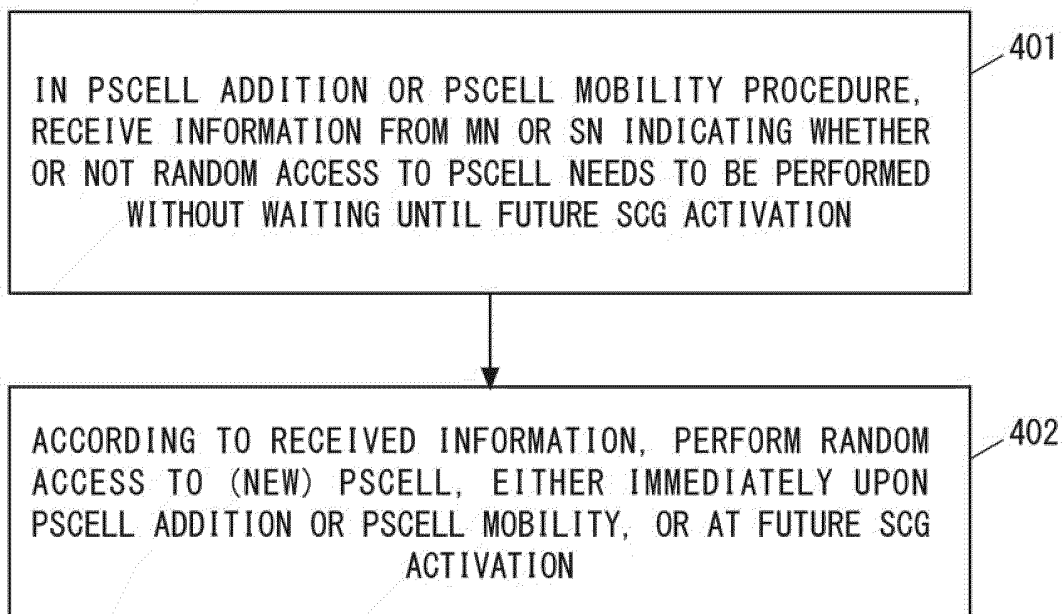 IN PSCELL ADDITION OR PSCELL MOBILITY PROCEDURE,
RECEIVE INFORMATION FROM MN OR SN INDICATING WHETHER
OR NOT RANDOM ACCESS TO PSCELL NEEDS TO BE PERFORMED
WITHOUT WAITING UNTIL FUTURE SCG ACTIVATION
401
ACCORDING TO RECEIVED INFORMATION, PERFORM RANDOM
ACCESS TO (NEW) PSCELL, EITHER IMMEDIATELY UPON
PSCELL ADDITION OR PSCELL MOBILITY, OR AT FUTURE SCG
ACTIVATION
402